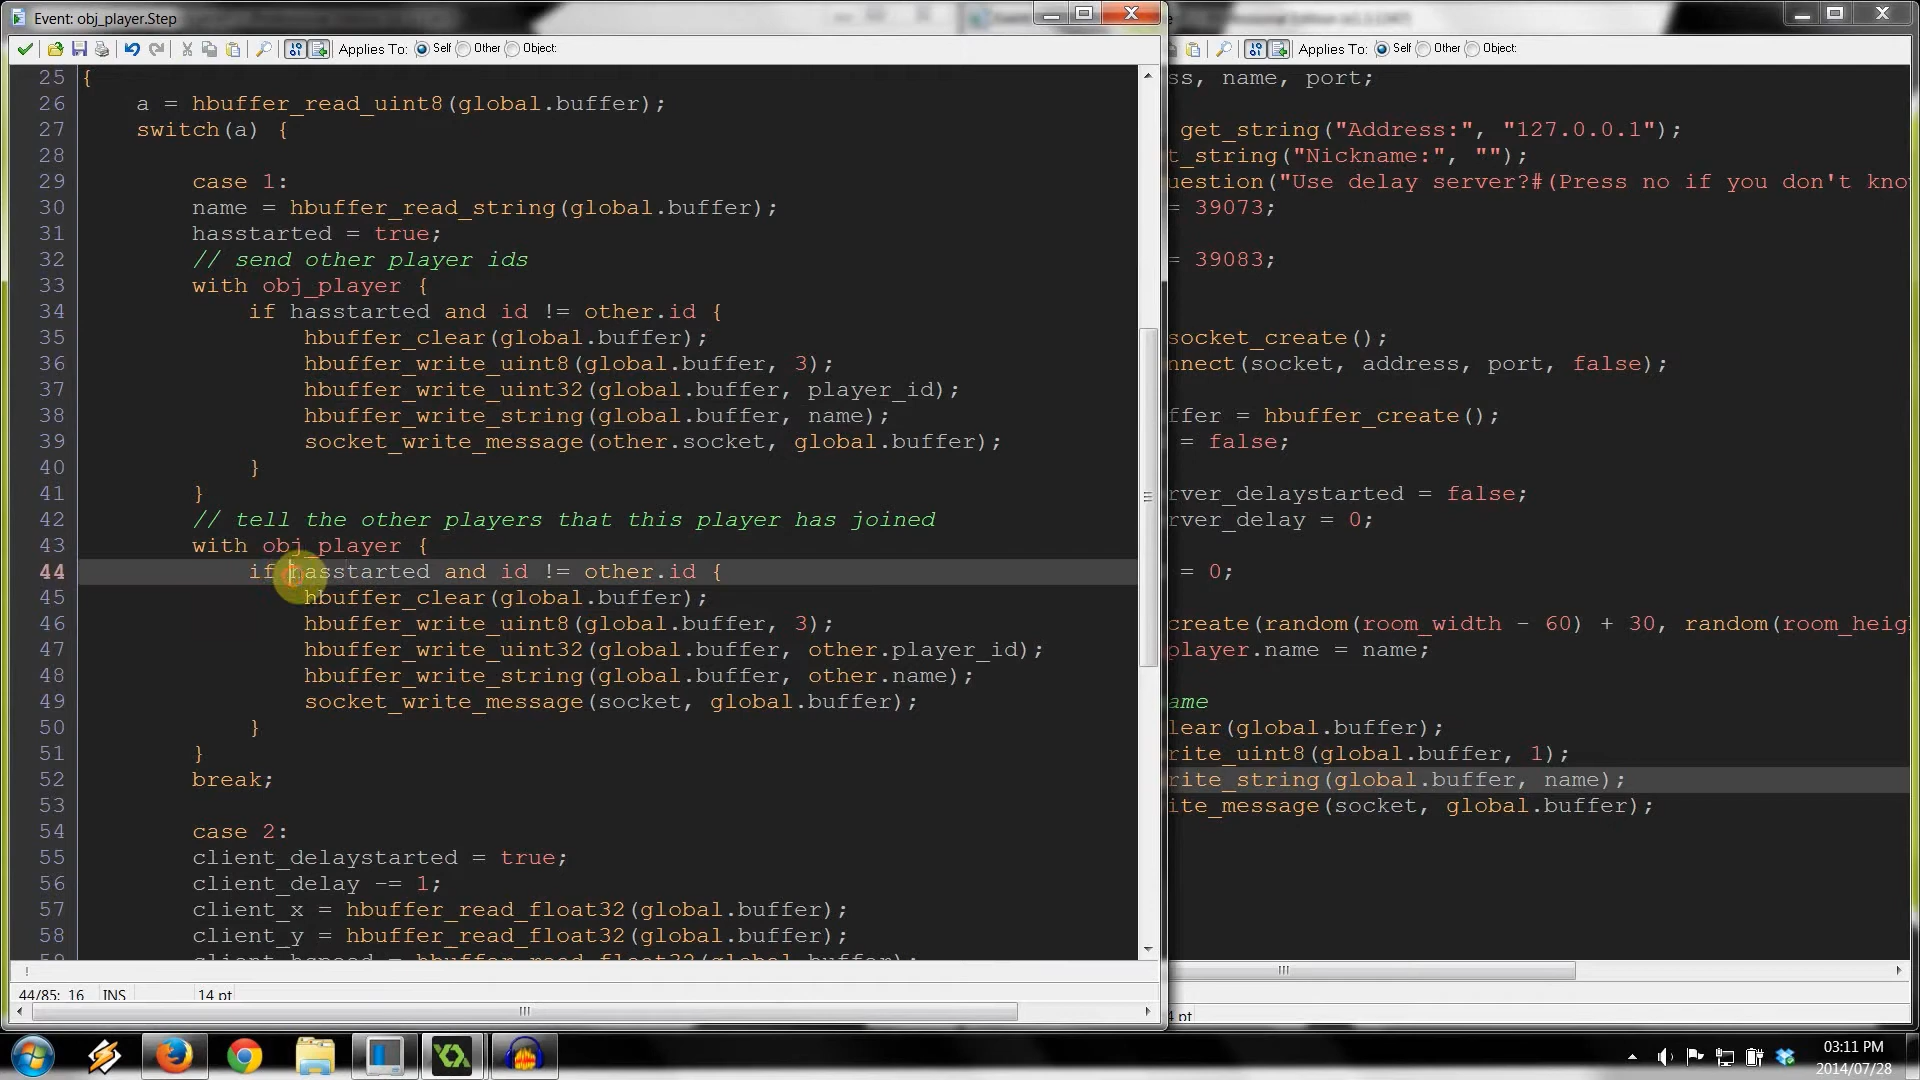 Event: obj_player.Step
Applies To: Self Other Object:
25 {
26 a = hbuffer_read_uint8(global.buffer);
27 switch(a) {
28
29 case 1:
30 name = hbuffer_read_string(global.buffer);
31 hasstarted = true;
32 // send other player ids
33 with obj_player {
34 if hasstarted and id != other.id {
35 hbuffer_clear(global.buffer);
36 hbuffer_write_uint8(global.buffer, 3);
37 hbuffer_write_uint32(global.buffer, player_id);
38 hbuffer_write_string(global.buffer, name);
39 socket_write_message(other.socket, global.buffer);
40 }
41 }
42 // tell the other players that this player has joined
43 with obj_player {
44 if hasstarted and id != other.id {
45 hbuffer_clear(global.buffer);
46 hbuffer_write_uint8(global.buffer, 3);
47 hbuffer_write_uint32(global.buffer, other.player_id);
48 hbuffer_write_string(global.buffer, other.name);
49 socket_write_message(socket, global.buffer);
50 }
51 }
52 break;
53
54 case 2:
55 client_delaystarted = true;
56 client_delay -= 1;
57 client_x = hbuffer_read_float32(global.buffer);
58 client_y = hbuffer_read_float32(global.buffer);
44/85: 16 INS 14 pt
Applies To: Self Other Object:
ss, name, port;
get_string("Address:", "127.0.0.1");
t_string("Nickname:", "");
uestion("Use delay server?#(Press no if you don't kno
= 39073;
= 39083;
socket_create();
nnect(socket, address, port, false);
ffer = hbuffer_create();
= false;
rver_delaystarted = false;
rver_delay = 0;
= 0;
create(random(room_width - 60) + 30, random(room_heig
player.name = name;
ame
lear(global.buffer);
rite_uint8(global.buffer, 1);
rite_string(global.buffer, name);
ite_message(socket, global.buffer);
4 pt
03:11 PM
2014/07/28